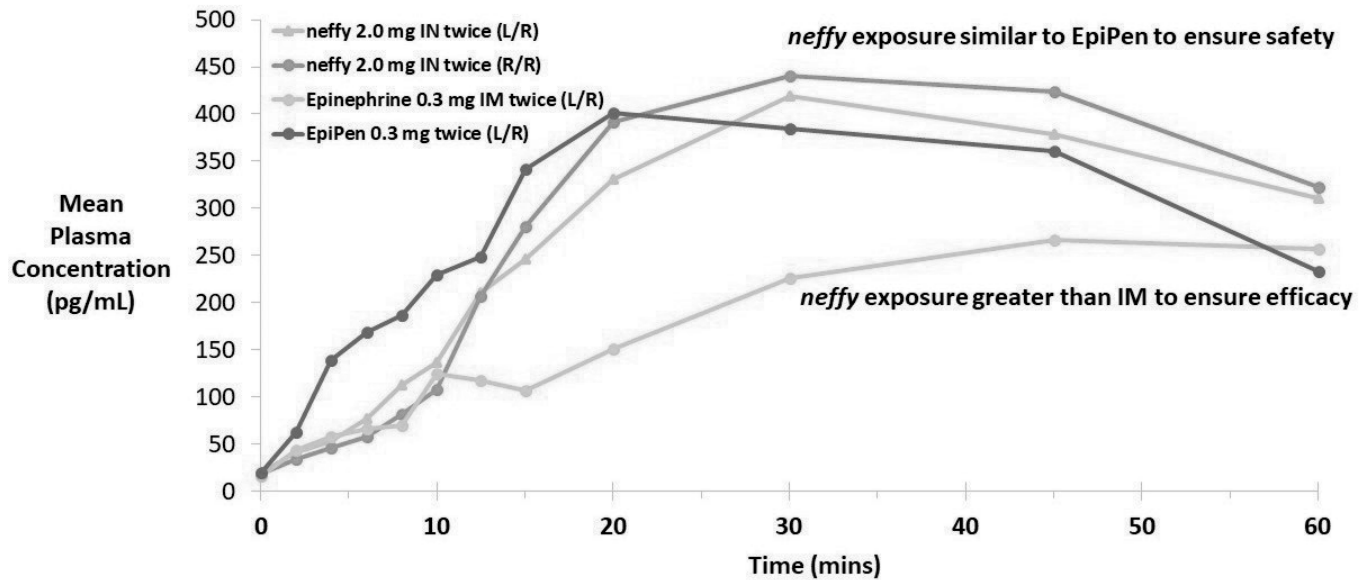 neffy exposure similar to EpiPen to ensure safety
neffy 2.0 mg IN twice (L/R)
neffy 2.0 mg IN twice (R/R)
Epinephrine 0.3 mg IM twice (L/R)
EpiPen 0.3 mg twice (L/R)
Mean
Plasma
Concentration
(pg/mL)
500
450
400
350
300
250
200
150
100
50
0
neffy exposure greater than IM to ensure efficacy
0
10
20
30
40
50
60
Time (mins)